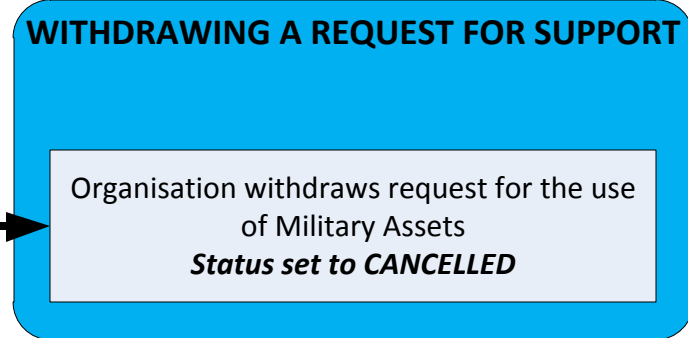 WITHDRAWING A REQUEST FOR SUPPORT
Organisation withdraws request for the use
of Military Assets
Status set to CANCELLED